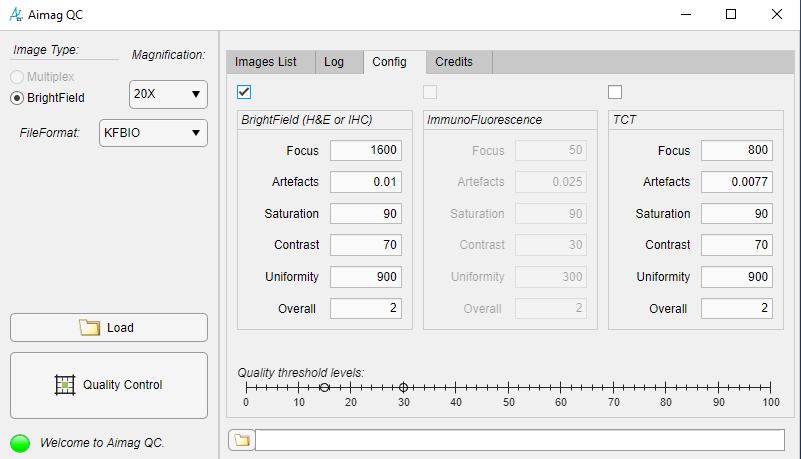 Aimag QC
Image Type:
Magnification:
Multiplex
BrightField
20X
FileFormat:
KFBIO
Load
Quality Control
Welcome to Aimag QC.
Images List Log Config Credits
BrightField (H&E or IHC)
Focus 1600
Artefacts 0.01
Saturation 90
Contrast 70
Uniformity 900
Overall 2
ImmunoFluorescence
Focus 50
Artefacts 0.025
Saturation 90
Contrast 30
Uniformity 300
Overall 2
TCT
Focus 800
Artefacts 0.0077
Saturation 90
Contrast 70
Uniformity 900
Overall 2
Quality threshold levels:
0 10 20 30 40 50 60 70 80 90 100